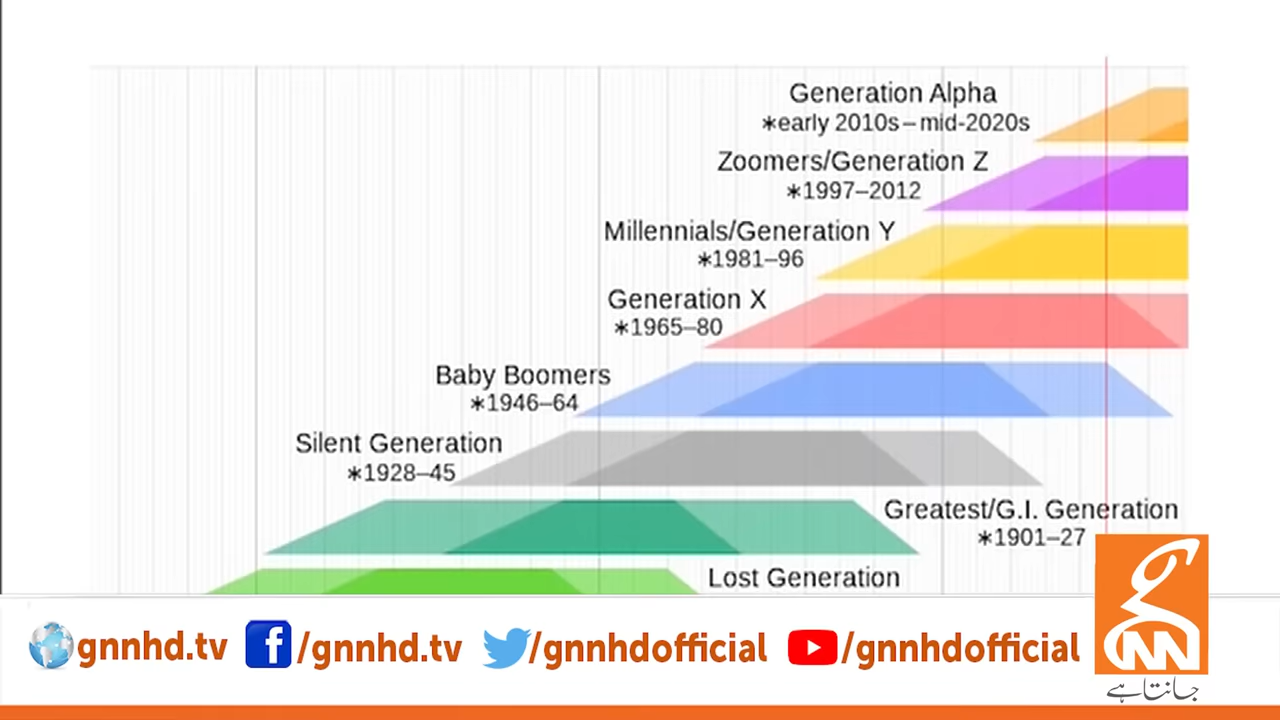 Generation Alpha
∗early 2010s – mid-2020s
Zoomers/Generation Z
∗1997–2012
Millennials/Generation Y
∗1981–96
Generation X
∗1965–80
Baby Boomers
∗1946–64
Silent Generation
∗1928–45
Greatest/G.I. Generation
∗1901–27
Lost Generation
gnnhd.tv
f /gnnhd.tv
/gnnhdofficial
/gnnhdofficial
GNN
جانتا ہے